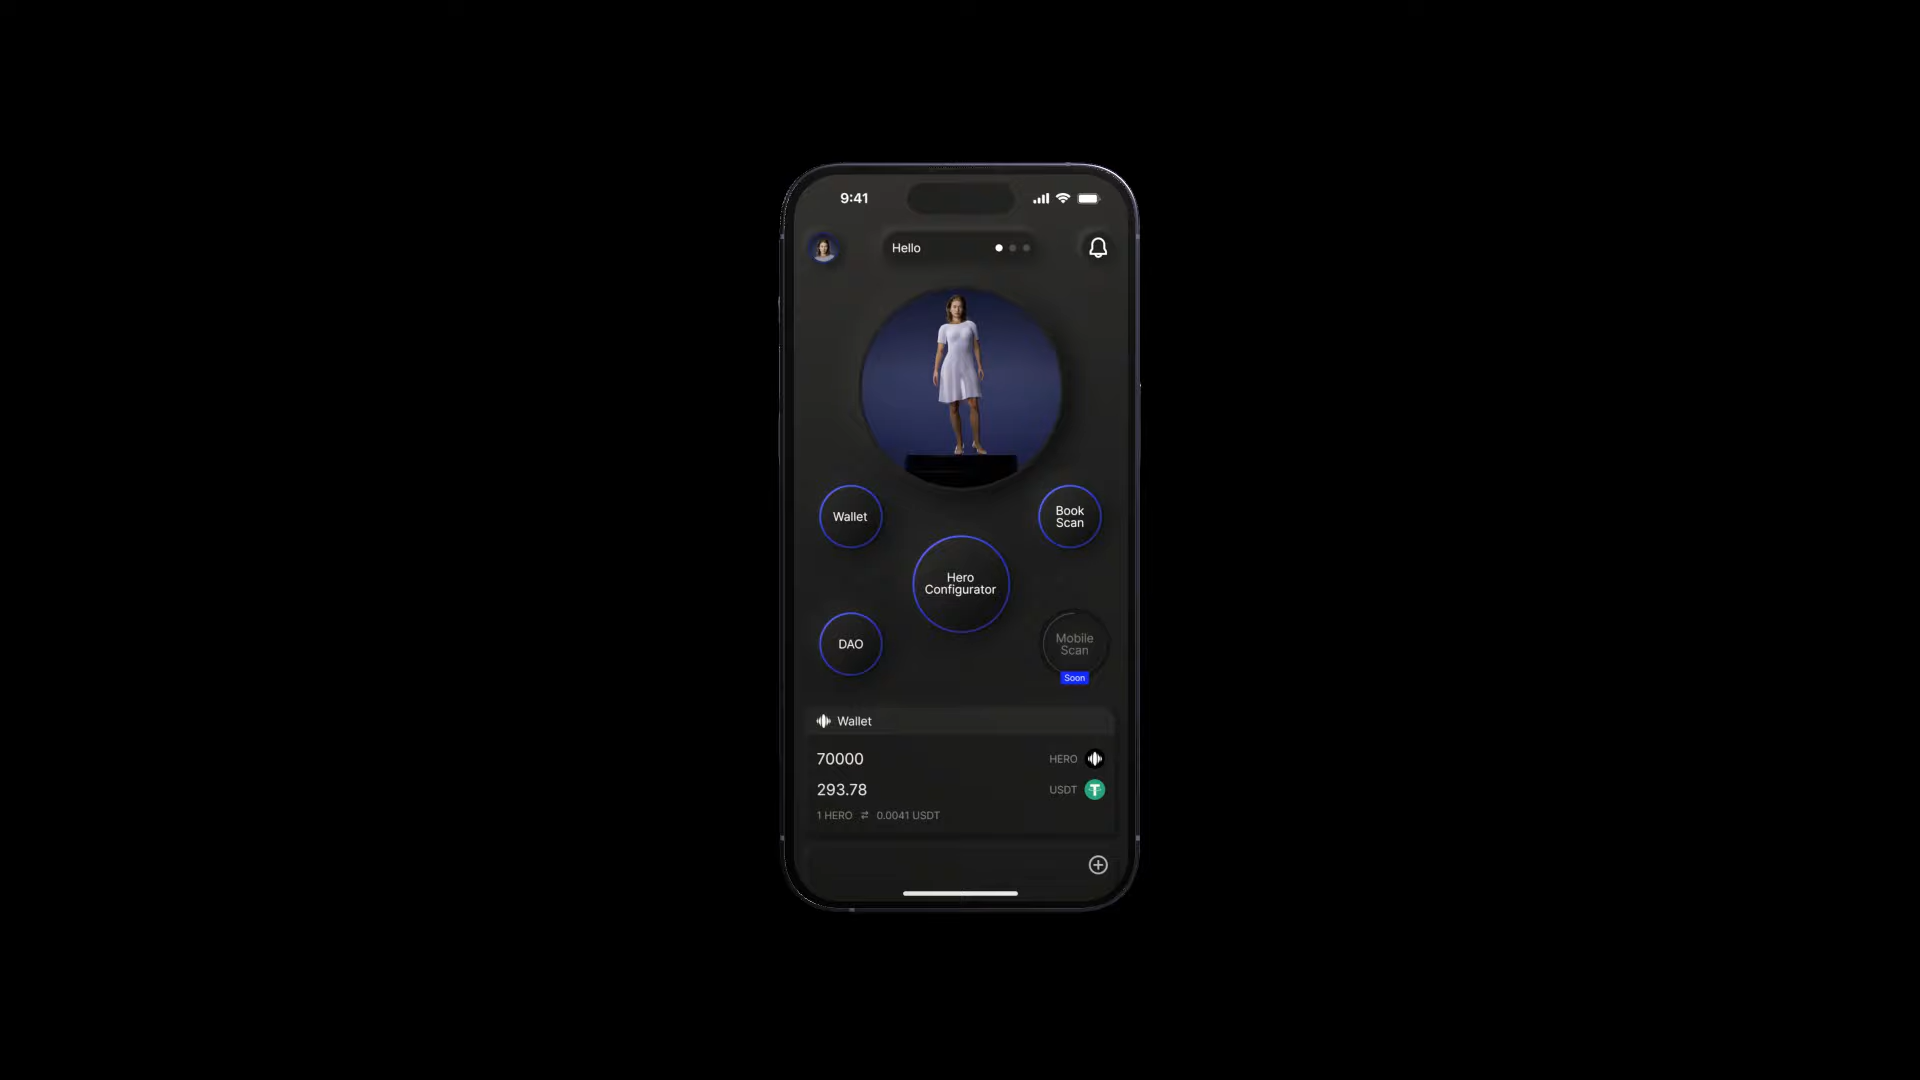 9:41
Hello
Wallet
Book
Scan
Hero
Configurator
DAO
Mobile
Scan
Soon
Wallet
70000 HERO
293.78 USDT
1 HERO ⇄ 0.0041 USDT